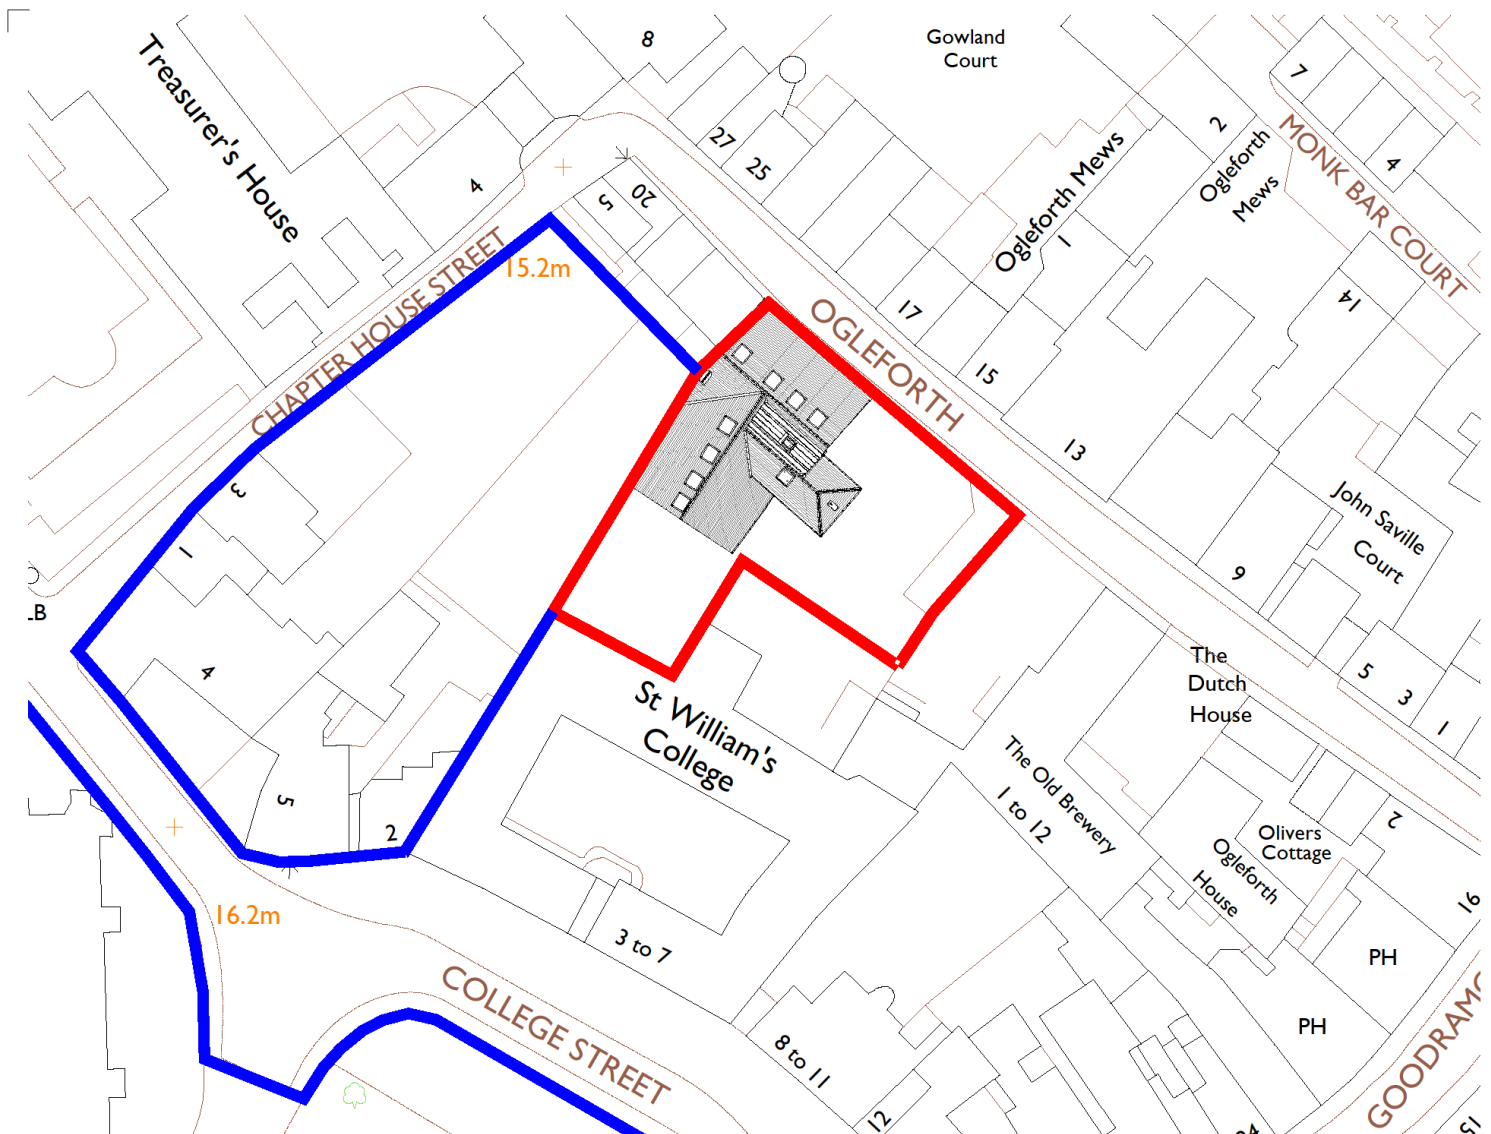 Treasurer's House
8
Gowland
Court
7
MONK BAR COURT
4
2
Ogleforth
Mews
Ogleforth Mews
1
14
27
25
4
5
20
CHAPTER HOUSE STREET
15.2m
OGLEFORTH
17
15
13
John Saville
Court
9
3
1
LB
The
Dutch
House
5
3
1
4
St William's
College
The Old Brewery
1 to 12
2
Olivers
Cottage
Ogleforth
House
5
2
16.2m
3 to 7
16
PH
PH
COLLEGE STREET
8 to 11
12
GOODRAMG
15